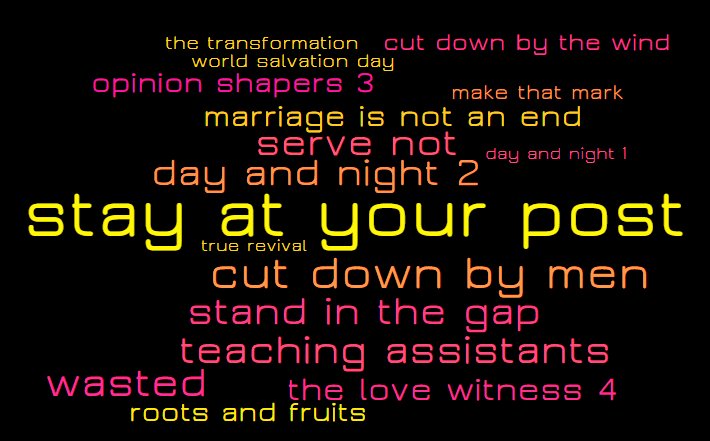 the transformation
cut down by the wind
world salvation day
opinion shapers 3
make that mark
marriage is not an end
serve not
day and night 1
day and night 2
stay at your post
true revival
cut down by men
stand in the gap
teaching assistants
wasted
the love witness 4
roots and fruits